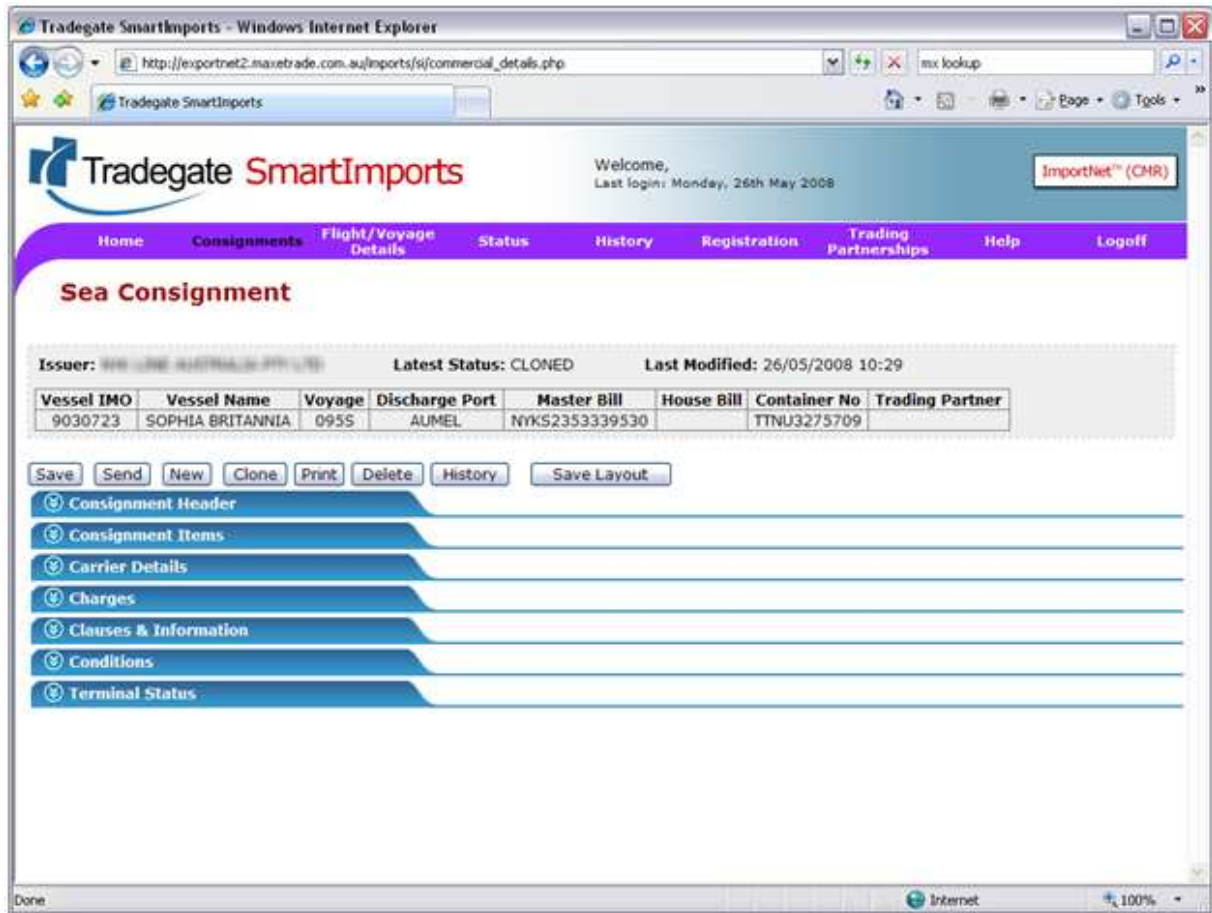 Tradegate SmartImports - Windows Internet Explorer
http://exportnet2.maxetrade.com.au/imports/si/commercial_details.php mx lookup
Tradegate SmartImports Page Tools
Tradegate SmartImports
Welcome,
Last login: Monday, 26th May 2008
ImportNet™ (CMR)
Home Consignments Flight/Voyage Details Status History Registration Trading Partnerships Help Logoff
Sea Consignment
Issuer: Latest Status: CLONED Last Modified: 26/05/2008 10:29
Vessel IMO Vessel Name Voyage Discharge Port Master Bill House Bill Container No Trading Partner
9030723 SOPHIA BRITANNIA 095S AUMEL NYKS2353339530 TTNU3275709
Save Send New Clone Print Delete History Save Layout
Consignment Header
Consignment Items
Carrier Details
Charges
Clauses & Information
Conditions
Terminal Status
Done Internet 100%